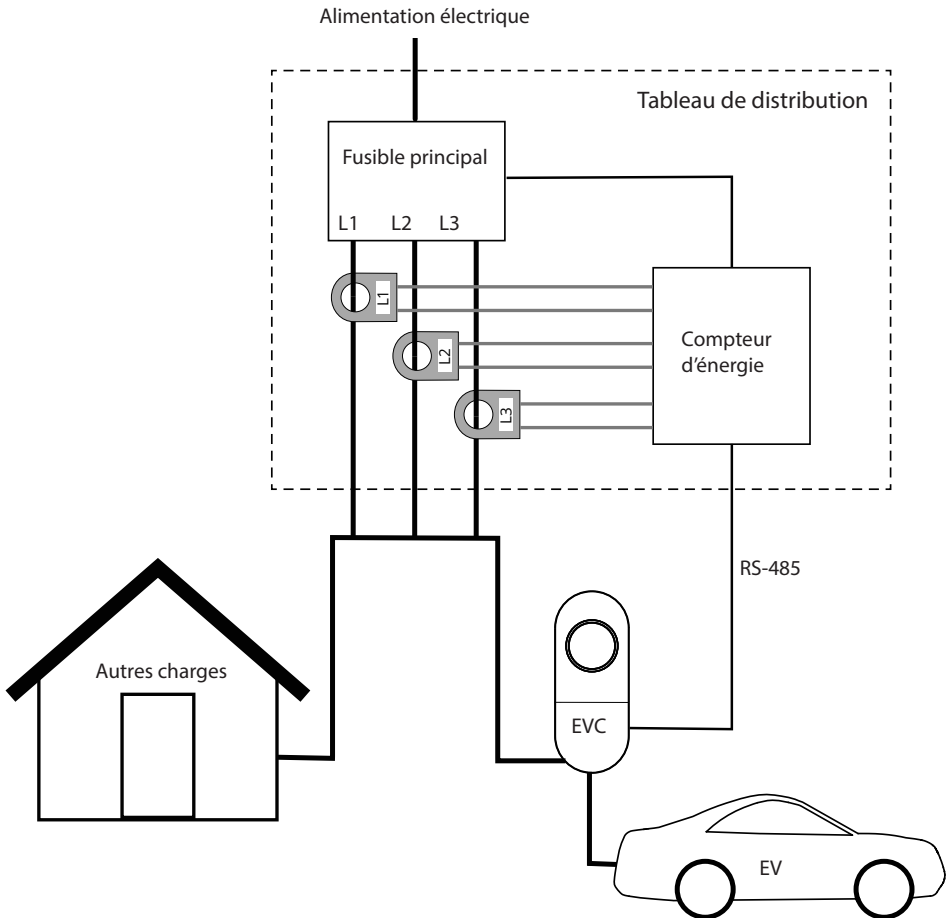 Alimentation électrique
Tableau de distribution
Fusible principal
L1 L2 L3
L1
L2
L3
Compteur
d’énergie
RS-485
Autres charges
EVC
EV